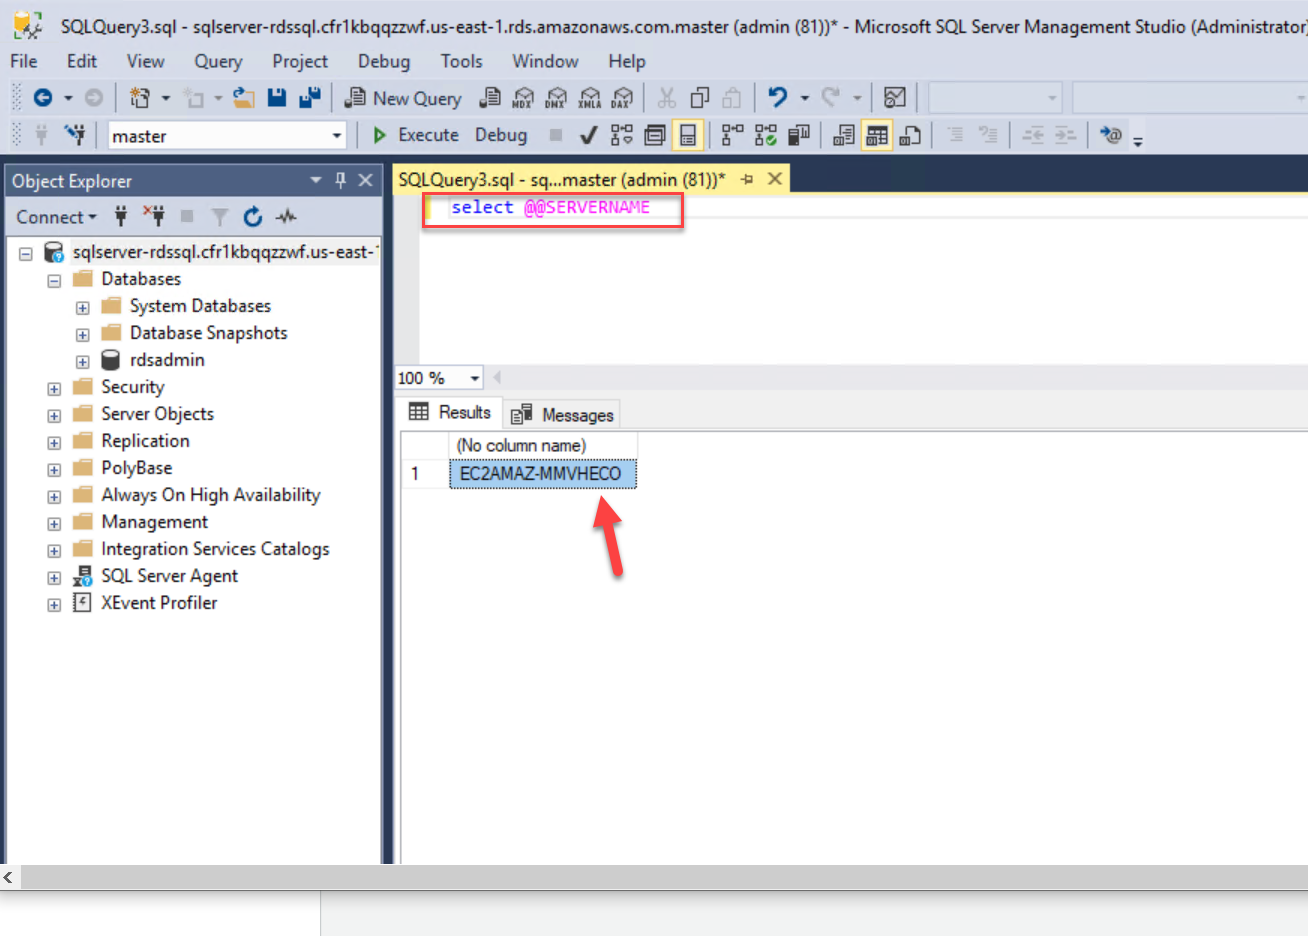 SQLQuery3.sql - sqlserver-rdssql.cfr1kbqqzzwf.us-east-1.rds.amazonaws.com.master (admin (81))* - Microsoft SQL Server Management Studio (Administrator)
File Edit View Query Project Debug Tools Window Help
New Query MDX DMX XMLA DAX
master Execute Debug
Object Explorer
SQLQuery3.sql - sq...master (admin (81))*
Connect
select @@SERVERNAME
sqlserver-rdssql.cfr1kbqqzzwf.us-east-1
Databases
System Databases
Database Snapshots
rdsadmin
Security
Server Objects
Replication
PolyBase
Always On High Availability
Management
Integration Services Catalogs
SQL Server Agent
XEvent Profiler
100 %
Results Messages
(No column name)
1 EC2AMAZ-MMVHECO